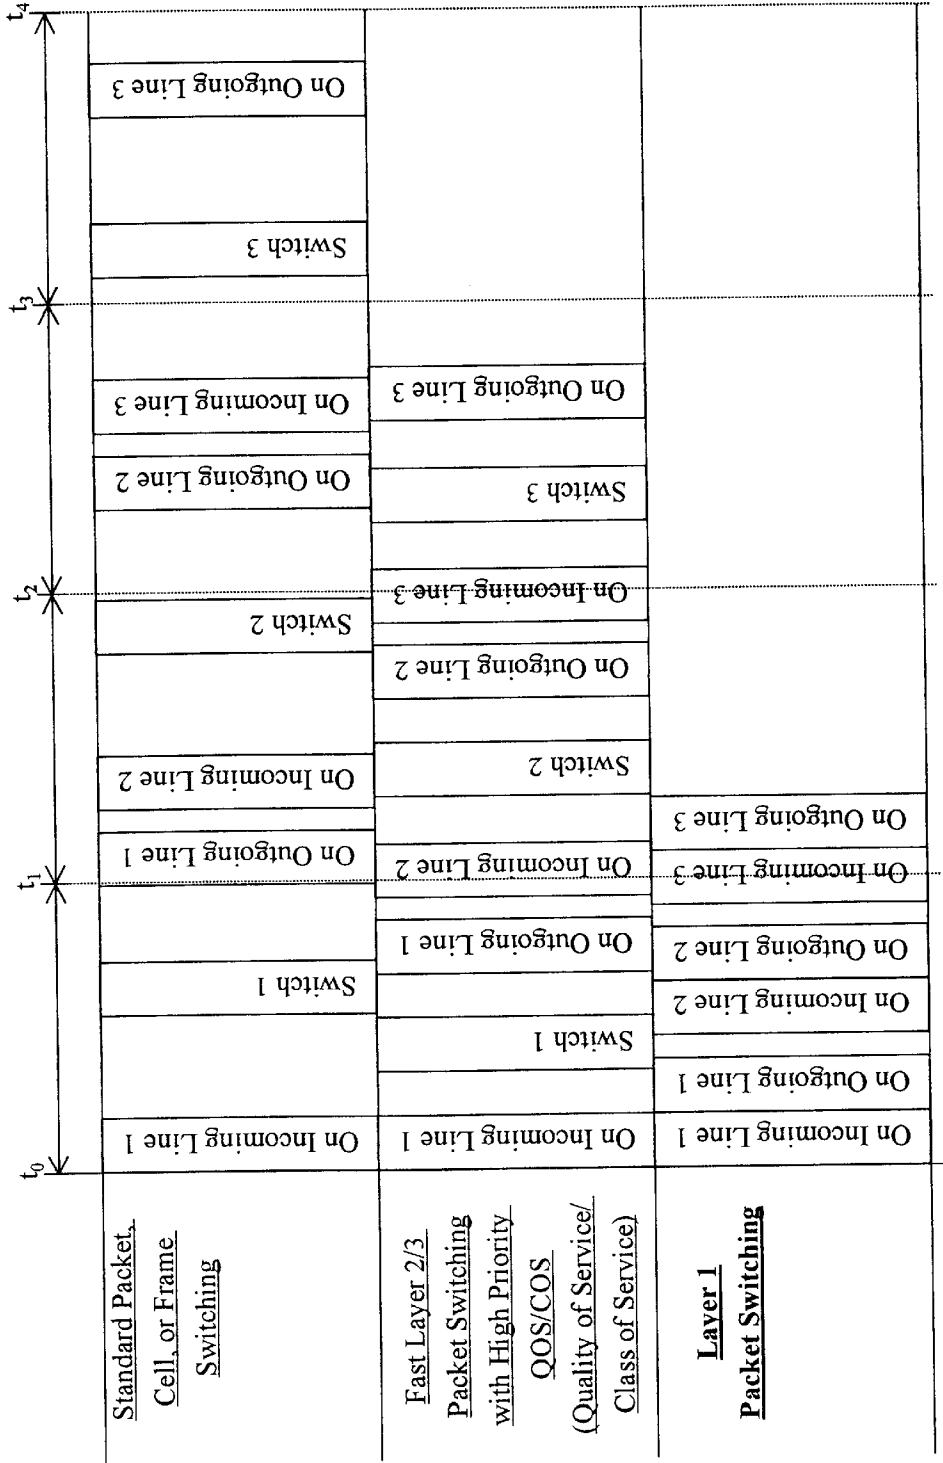 t0
t1
t2
t3
t4
Standard Packet,
Cell, or Frame
Switching
On Incoming Line 1
Switch 1
On Outgoing Line 1
On Incoming Line 2
Switch 2
On Outgoing Line 2
On Incoming Line 3
Switch 3
On Outgoing Line 3
Fast Layer 2/3
Packet Switching
with High Priority
QOS/COS
(Quality of Service/
Class of Service)
On Incoming Line 1
Switch 1
On Outgoing Line 1
On Incoming Line 2
Switch 2
On Outgoing Line 2
On Incoming Line 3
Switch 3
On Outgoing Line 3
Layer 1
Packet Switching
On Incoming Line 1
On Outgoing Line 1
On Incoming Line 2
On Outgoing Line 2
On Incoming Line 3
On Outgoing Line 3